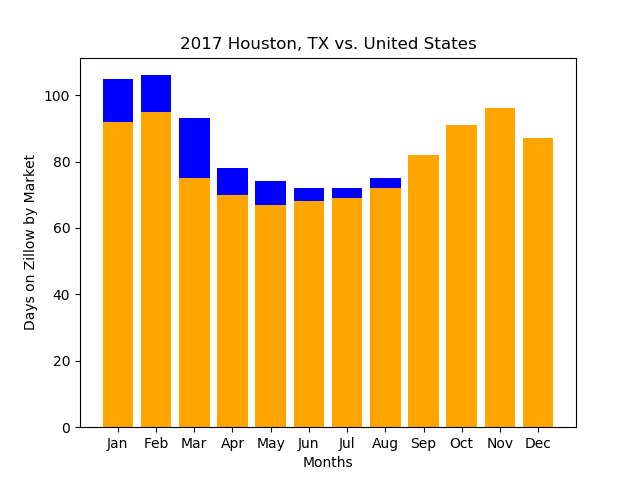 2017 Houston, TX vs. United States
Days on Zillow by Market
100
80
60
40
20
0
Jan Feb Mar Apr May Jun Jul Aug Sep Oct Nov Dec
Months